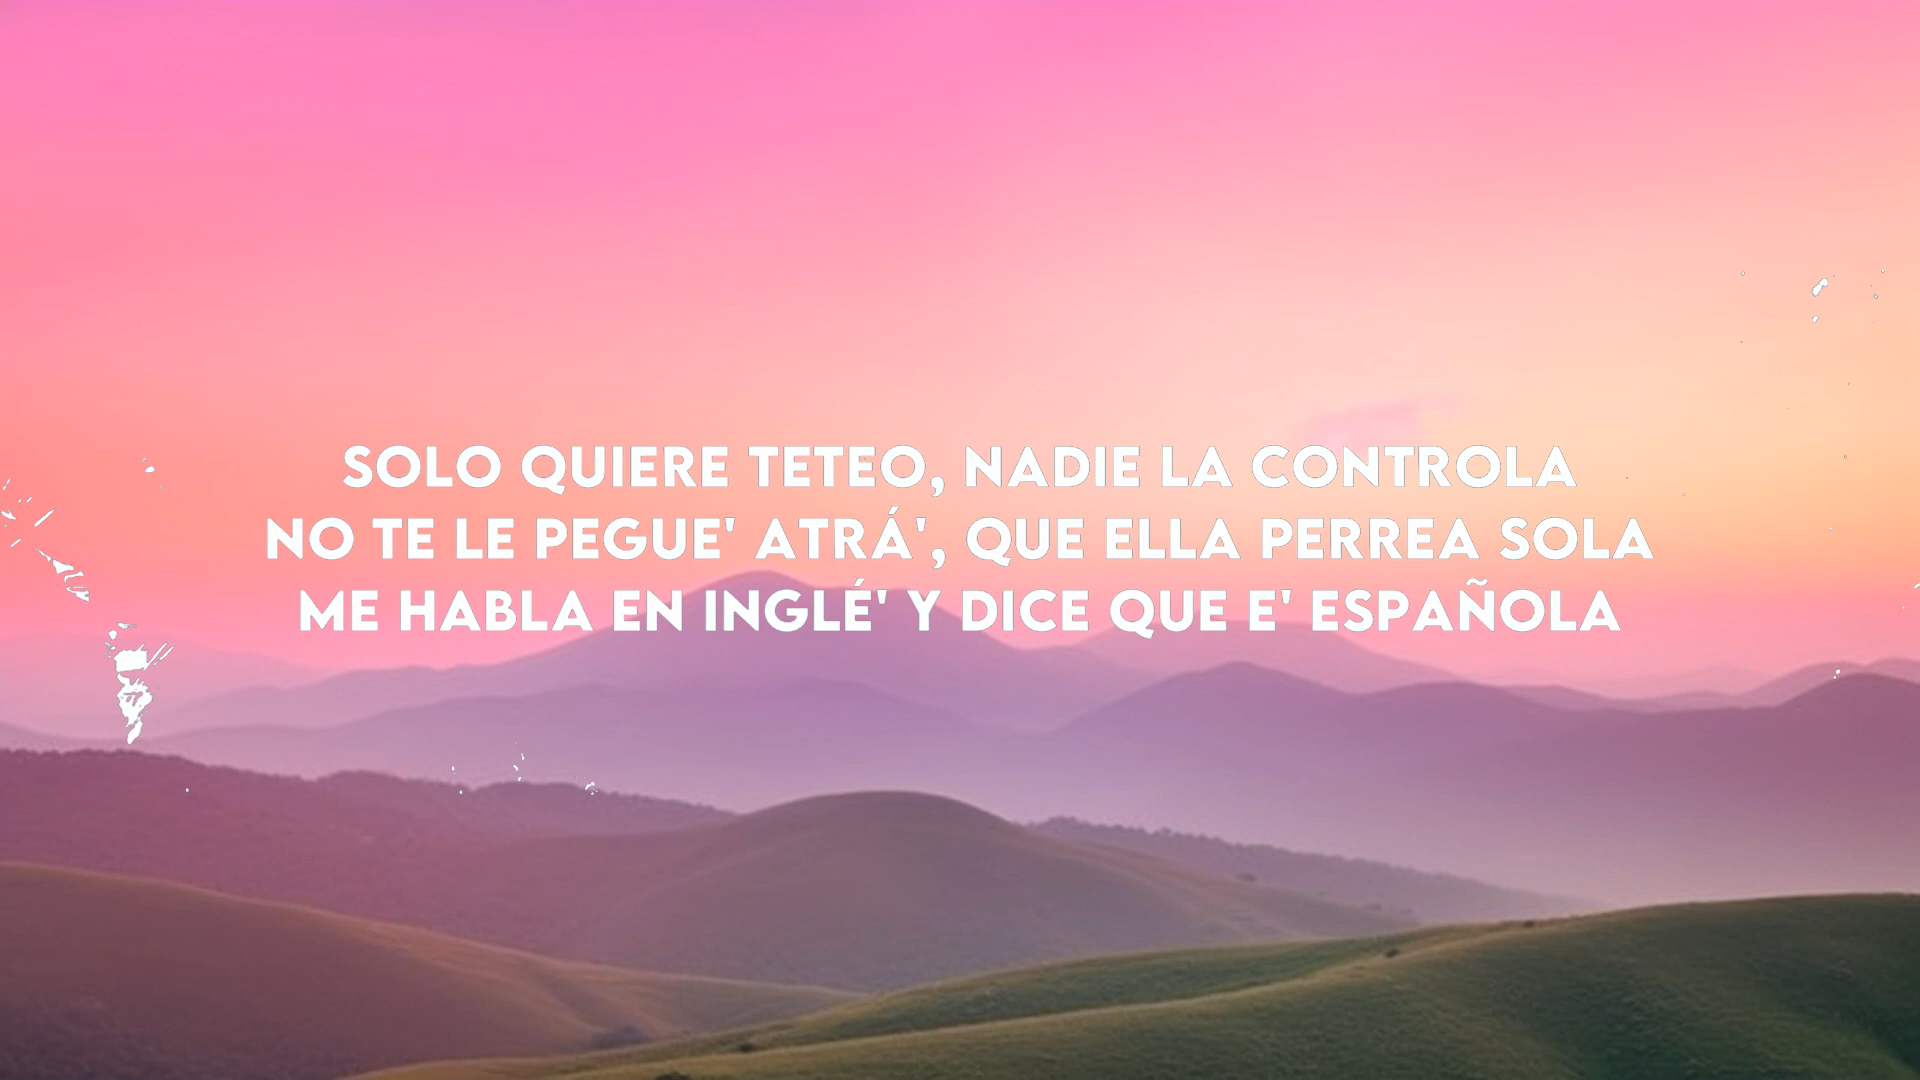 SOLO QUIERE TETEO, NADIE LA CONTROLA
NO TE LE PEGUE' ATRÁ', QUE ELLA PERREA SOLA
ME HABLA EN INGLÉ' Y DICE QUE E' ESPAÑOLA